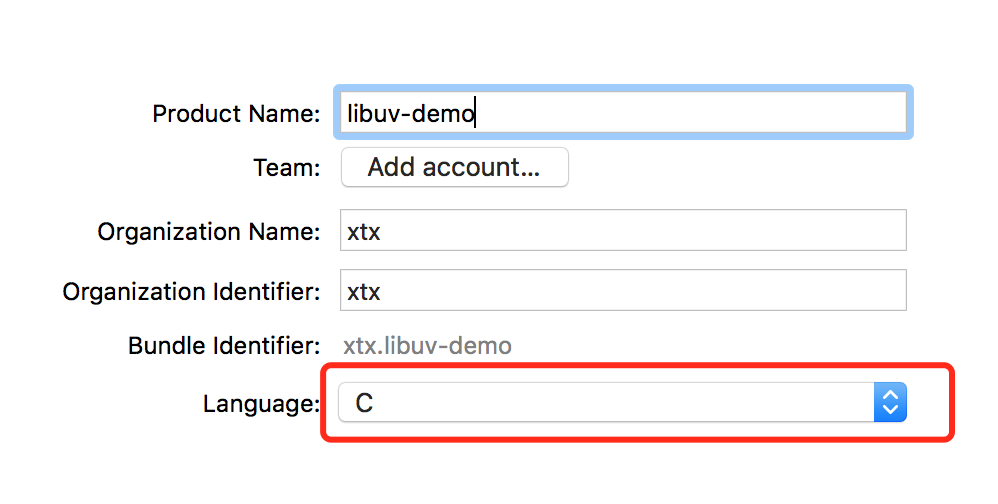 Product Name: libuv-demo
Team: Add account...
Organization Name: xtx
Organization Identifier: xtx
Bundle Identifier: xtx.libuv-demo
Language: C